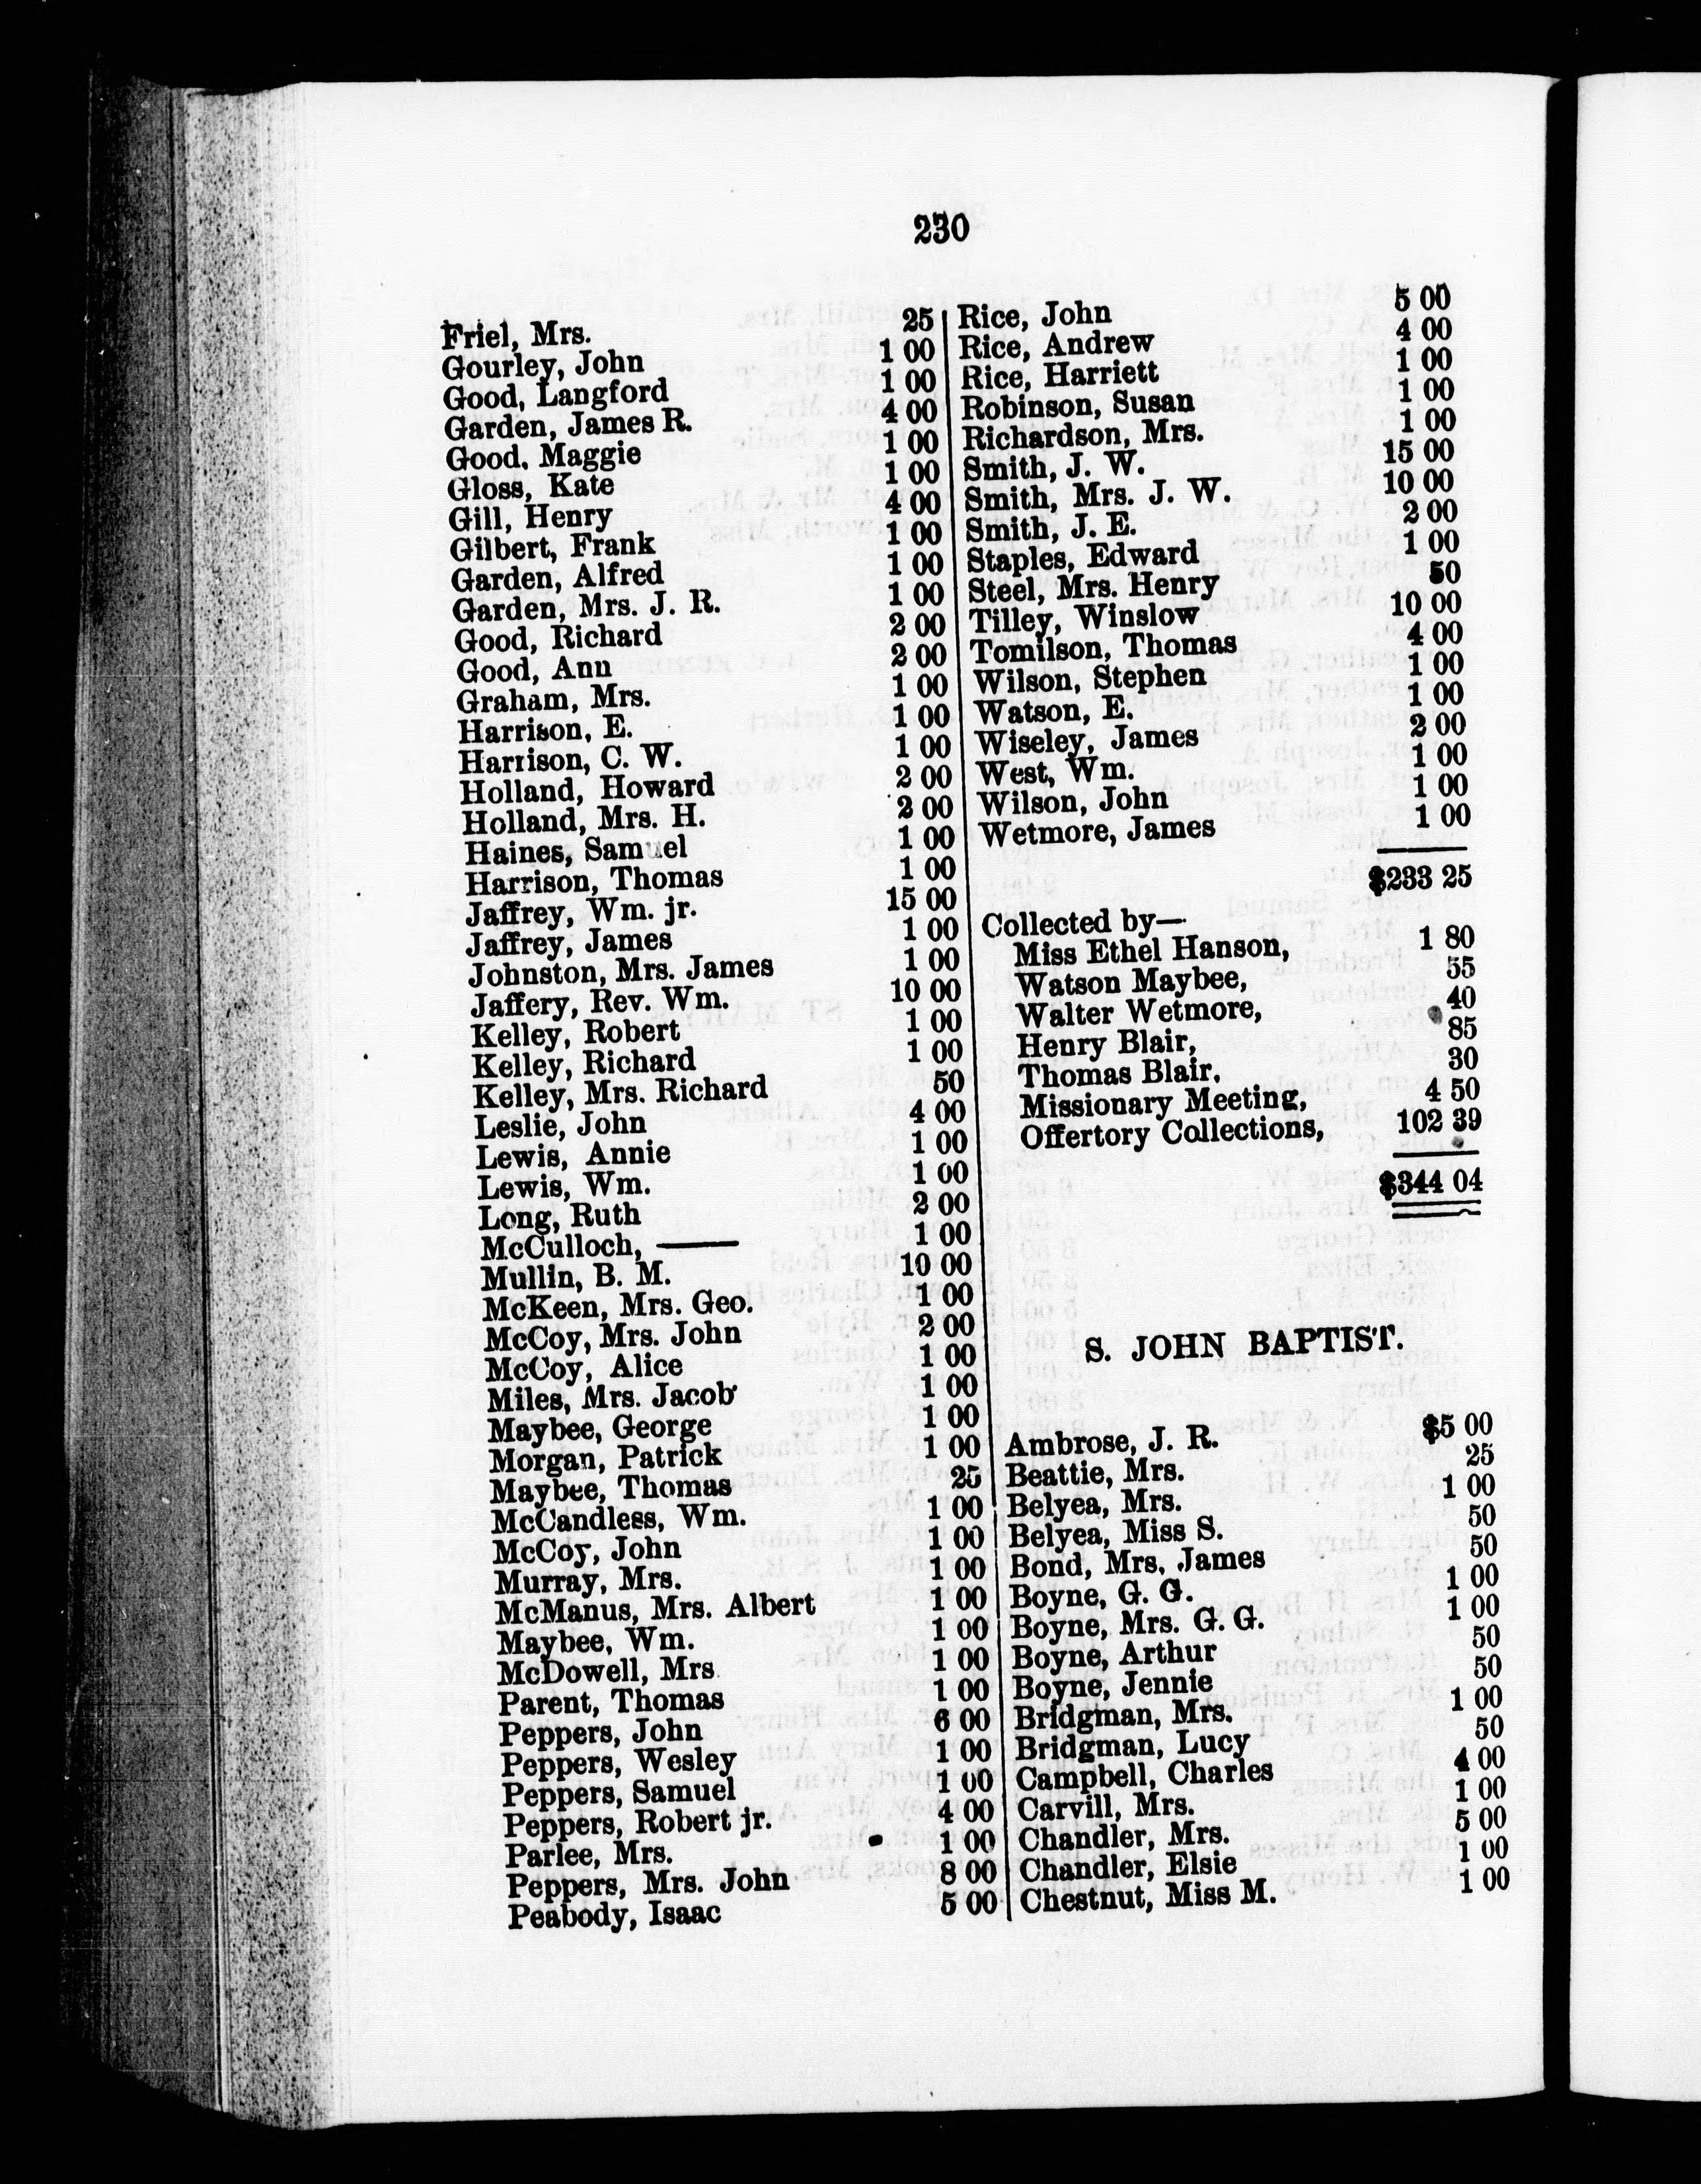 230
Friel, Mrs. 25
Gourley, John 1 00
Good, Langford 1 00
Garden, James R. 4 00
Good, Maggie 1 00
Gloss, Kate 1 00
Gill, Henry 4 00
Gilbert, Frank 1 00
Garden, Alfred 1 00
Garden, Mrs. J. R. 1 00
Good, Richard 2 00
Good, Ann 2 00
Graham, Mrs. 1 00
Harrison, E. 1 00
Harrison, C. W. 1 00
Holland, Howard 2 00
Holland, Mrs. H. 2 00
Haines, Samuel 1 00
Harrison, Thomas 1 00
Jaffrey, Wm. jr. 15 00
Jaffrey, James 1 00
Johnston, Mrs. James 1 00
Jaffery, Rev. Wm. 10 00
Kelley, Robert 1 00
Kelley, Richard 1 00
Kelley, Mrs. Richard 50
Leslie, John 4 00
Lewis, Annie 1 00
Lewis, Wm. 1 00
Long, Ruth 2 00
McCulloch, —— 1 00
Mullin, B. M. 10 00
McKeen, Mrs. Geo. 1 00
McCoy, Mrs. John 2 00
McCoy, Alice 1 00
Miles, Mrs. Jacob 1 00
Maybee, George 1 00
Morgan, Patrick 1 00
Maybee, Thomas 25
McCandless, Wm. 1 00
McCoy, John 1 00
Murray, Mrs. 1 00
McManus, Mrs. Albert 1 00
Maybee, Wm. 1 00
McDowell, Mrs. 1 00
Parent, Thomas 1 00
Peppers, John 6 00
Peppers, Wesley 1 00
Peppers, Samuel 1 00
Peppers, Robert jr. 4 00
Parlee, Mrs. 1 00
Peppers, Mrs. John 8 00
Peabody, Isaac 5 00
Rice, John 5 00
Rice, Andrew 4 00
Rice, Harriett 1 00
Robinson, Susan 1 00
Richardson, Mrs. 1 00
Smith, J. W. 15 00
Smith, Mrs. J. W. 10 00
Smith, J. E. 2 00
Staples, Edward 1 00
Steel, Mrs. Henry 50
Tilley, Winslow 10 00
Tomilson, Thomas 4 00
Wilson, Stephen 1 00
Watson, E. 1 00
Wiseley, James 2 00
West, Wm. 1 00
Wilson, John 1 00
Wetmore, James 1 00
$233 25
Collected by—
Miss Ethel Hanson, 1 80
Watson Maybee, 55
Walter Wetmore, 40
Henry Blair, 85
Thomas Blair, 30
Missionary Meeting, 4 50
Offertory Collections, 102 39
$344 04
S. JOHN BAPTIST.
Ambrose, J. R. $5 00
Beattie, Mrs. 25
Belyea, Mrs. 1 00
Belyea, Miss S. 50
Bond, Mrs. James 50
Boyne, G. G. 1 00
Boyne, Mrs. G. G. 1 00
Boyne, Arthur 50
Boyne, Jennie 50
Bridgman, Mrs. 1 00
Bridgman, Lucy 50
Campbell, Charles 4 00
Carvill, Mrs. 1 00
Chandler, Mrs. 5 00
Chandler, Elsie 1 00
Chestnut, Miss M. 1 00